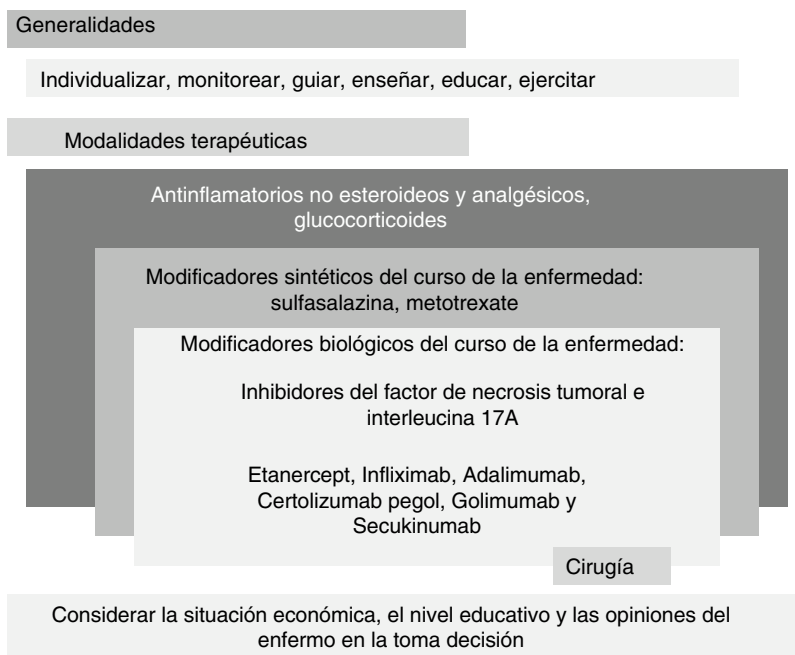 Generalidades
Individualizar, monitorear, guiar, enseñar, educar, ejercitar
Modalidades terapéuticas
Antinflamatorios no esteroideos y analgésicos,
glucocorticoides
Modificadores sintéticos del curso de la enfermedad:
sulfasalazina, metotrexate
Modificadores biológicos del curso de la enfermedad:
Inhibidores del factor de necrosis tumoral e
interleucina 17A
Etanercept, Infliximab, Adalimumab,
Certolizumab pegol, Golimumab y
Secukinumab
Cirugía
Considerar la situación económica, el nivel educativo y las opiniones del
enfermo en la toma decisión